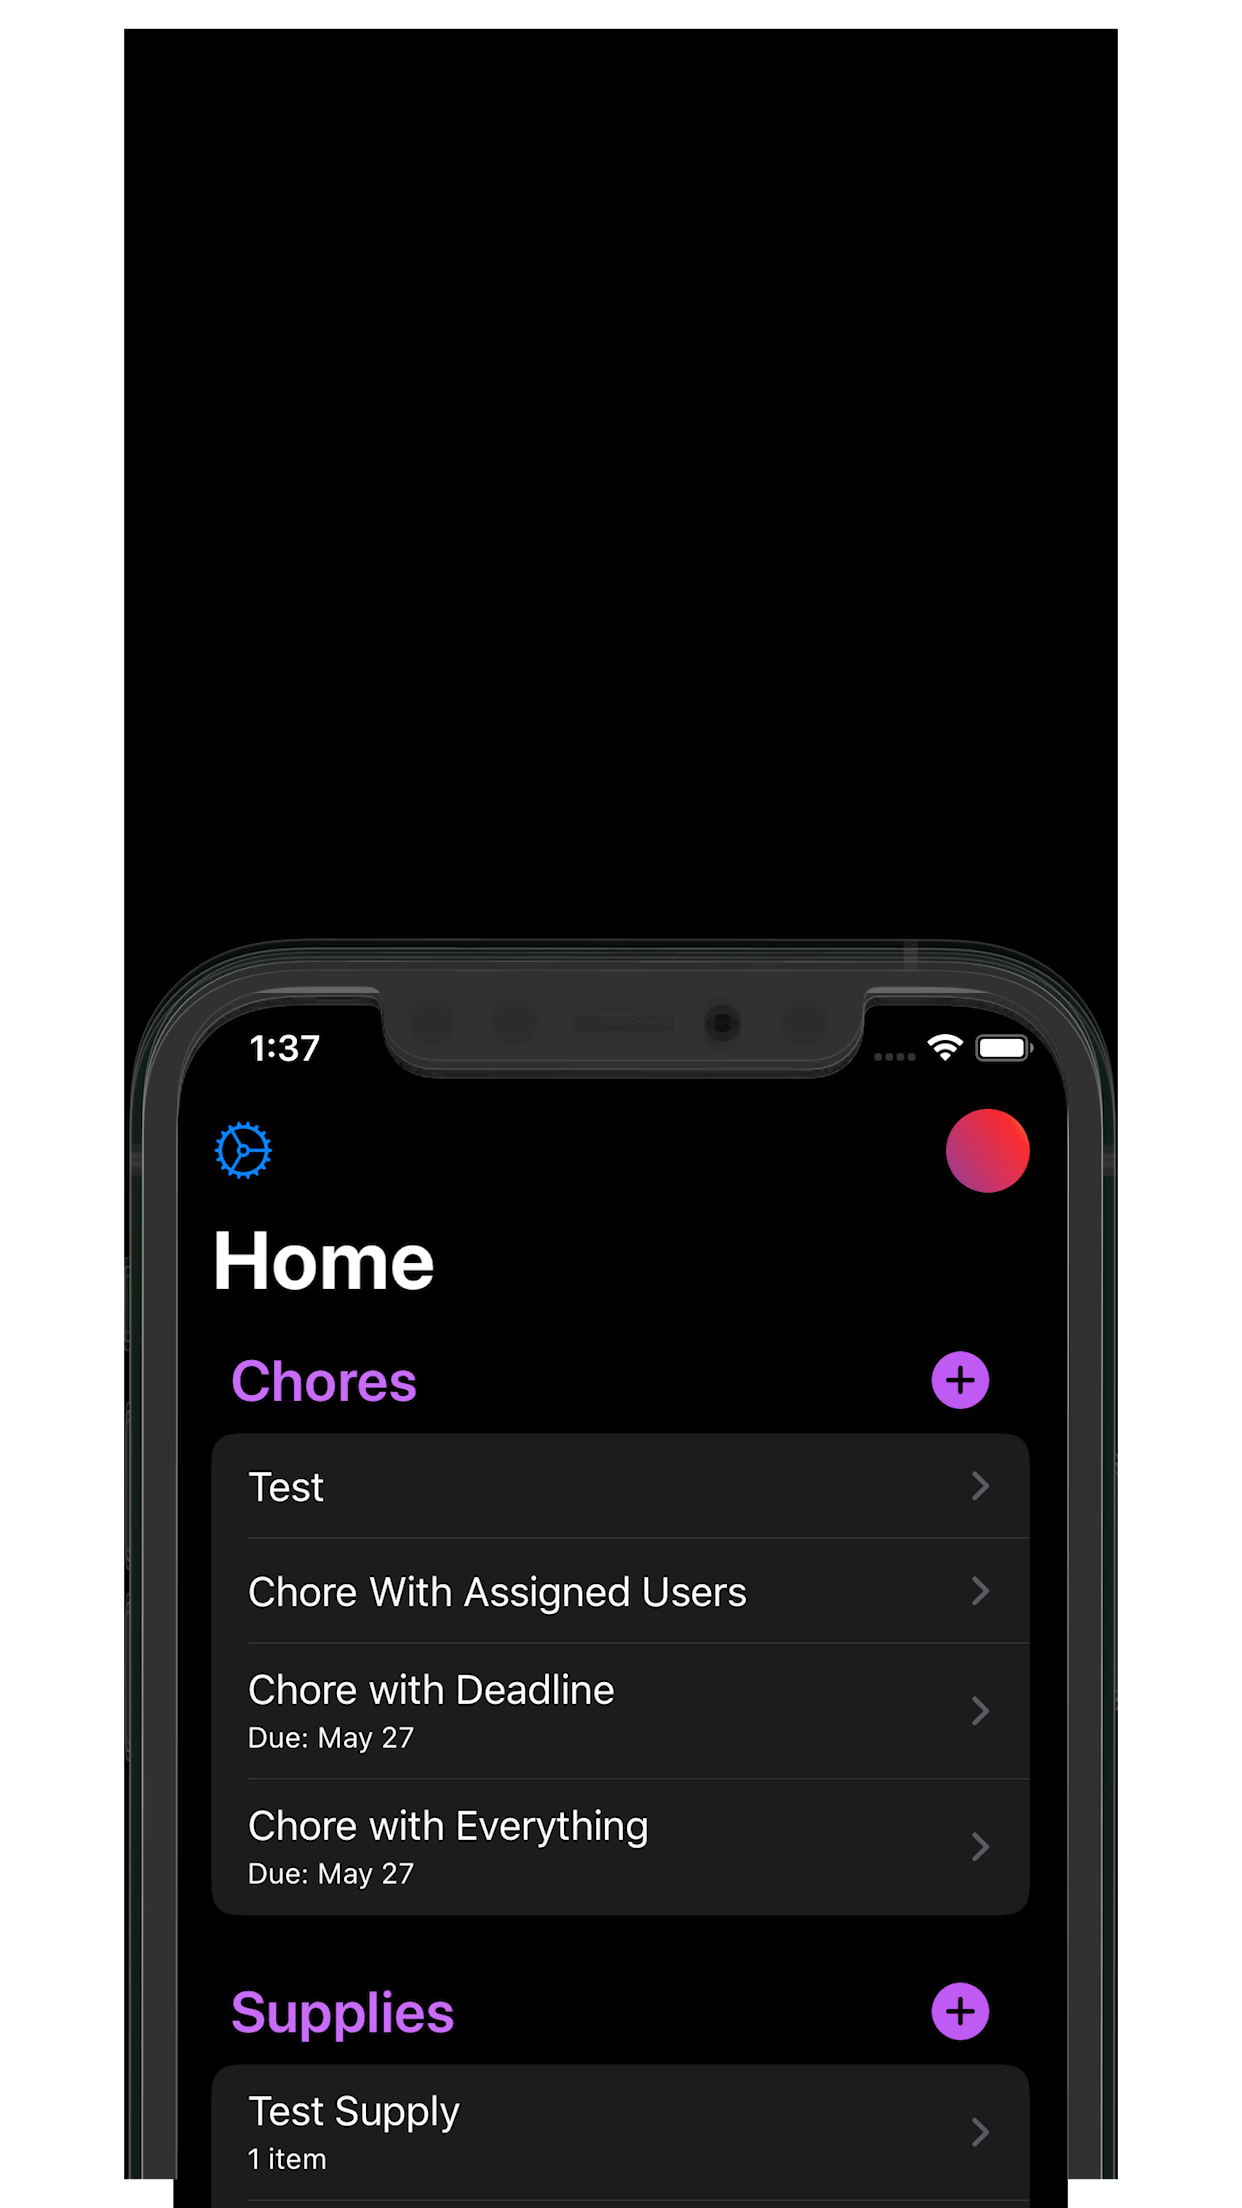 1:37
Home
Chores
Test
Chore With Assigned Users
Chore with Deadline
Due: May 27
Chore with Everything
Due: May 27
Supplies
Test Supply
1 item